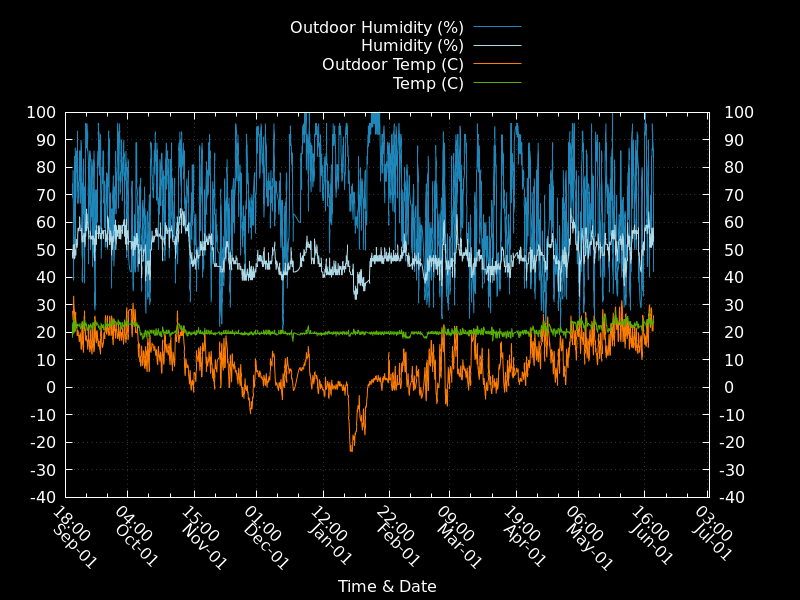 Outdoor Humidity (%)
Humidity (%)
Outdoor Temp (C)
Temp (C)
100 100
90 90
80 80
70 70
60 60
50 50
40 40
30 30
20 20
10 10
0 0
-10 -10
-20 -20
-30 -30
-40 -40
18:00 04:00 15:00 01:00 12:00 22:00 09:00 19:00 06:00 16:00 03:00
Sep-01 Oct-01 Nov-01 Dec-01 Jan-01 Feb-01 Mar-01 Apr-01 May-01 Jun-01 Jul-01
Time & Date